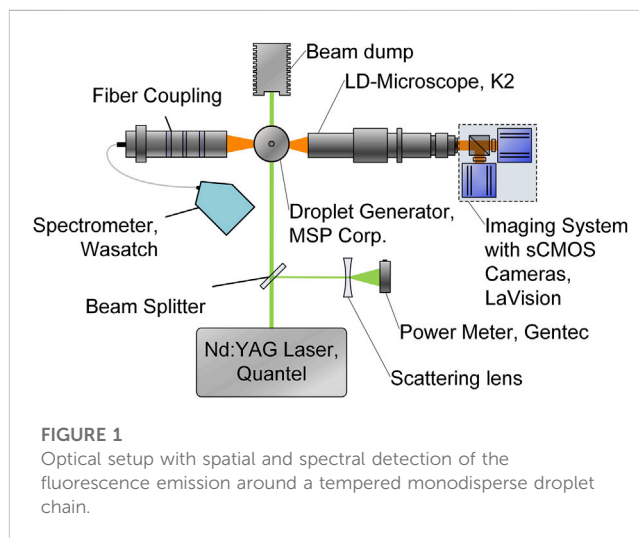 Beam dump
LD-Microscope, K2
Fiber Coupling
Droplet Generator,
MSP Corp.
Spectrometer,
Wasatch
Imaging System
with sCMOS
Cameras,
LaVision
Beam Splitter
Power Meter, Gentec
Nd:YAG Laser,
Quantel
Scattering lens
FIGURE 1
Optical setup with spatial and spectral detection of the
fluorescence emission around a tempered monodisperse droplet
chain.